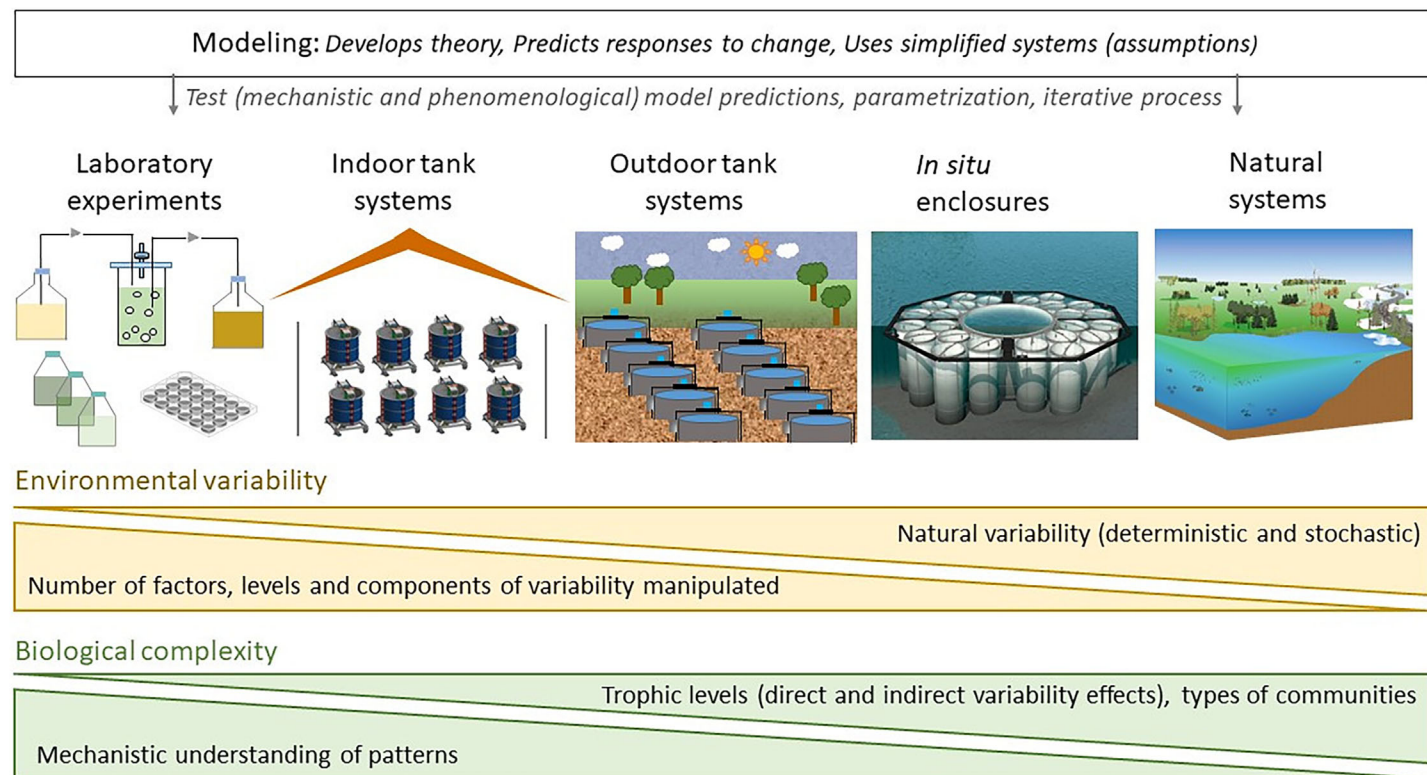 Modeling: Develops theory, Predicts responses to change, Uses simplified systems (assumptions)
Test (mechanistic and phenomenological) model predictions, parametrization, iterative process
Laboratory
experiments
Indoor tank
systems
Outdoor tank
systems
In situ
enclosures
Natural
systems
Environmental variability
Natural variability (deterministic and stochastic)
Number of factors, levels and components of variability manipulated
Biological complexity
Trophic levels (direct and indirect variability effects), types of communities
Mechanistic understanding of patterns